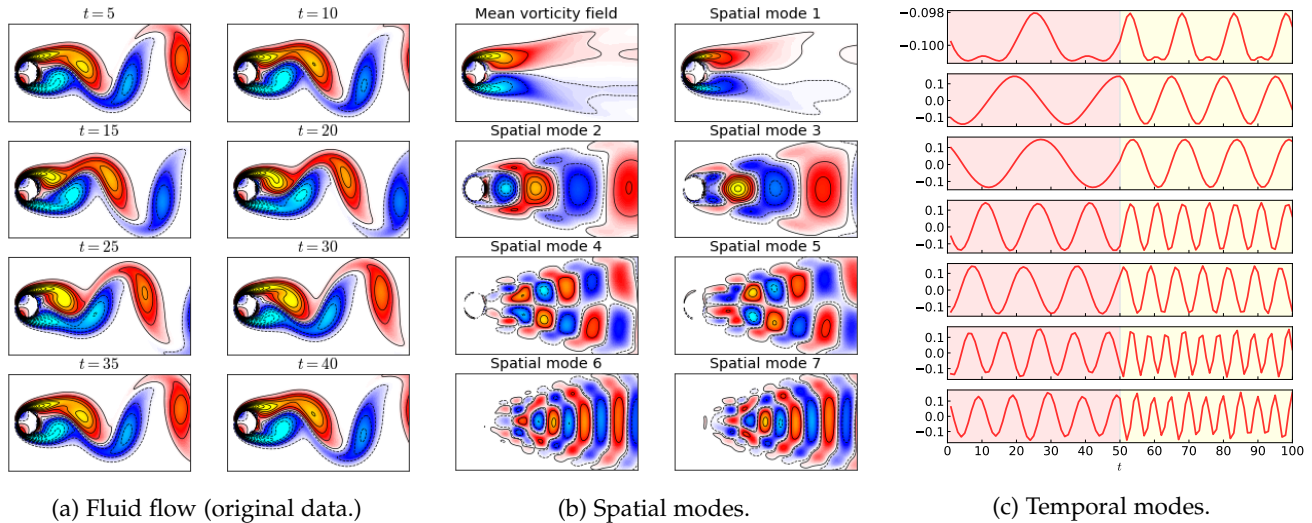 t = 5 t = 10
t = 15 t = 20
t = 25 t = 30
t = 35 t = 40
(a) Fluid flow (original data.)
Mean vorticity field Spatial mode 1
Spatial mode 2 Spatial mode 3
Spatial mode 4 Spatial mode 5
Spatial mode 6 Spatial mode 7
(b) Spatial modes.
−0.098
−0.100
0.1
0.0
−0.1
0.1
0.0
−0.1
0.1
0.0
−0.1
0.1
0.0
−0.1
0.1
0.0
−0.1
0.1
0.0
−0.1
0 10 20 30 40 50 60 70 80 90 100
t
(c) Temporal modes.